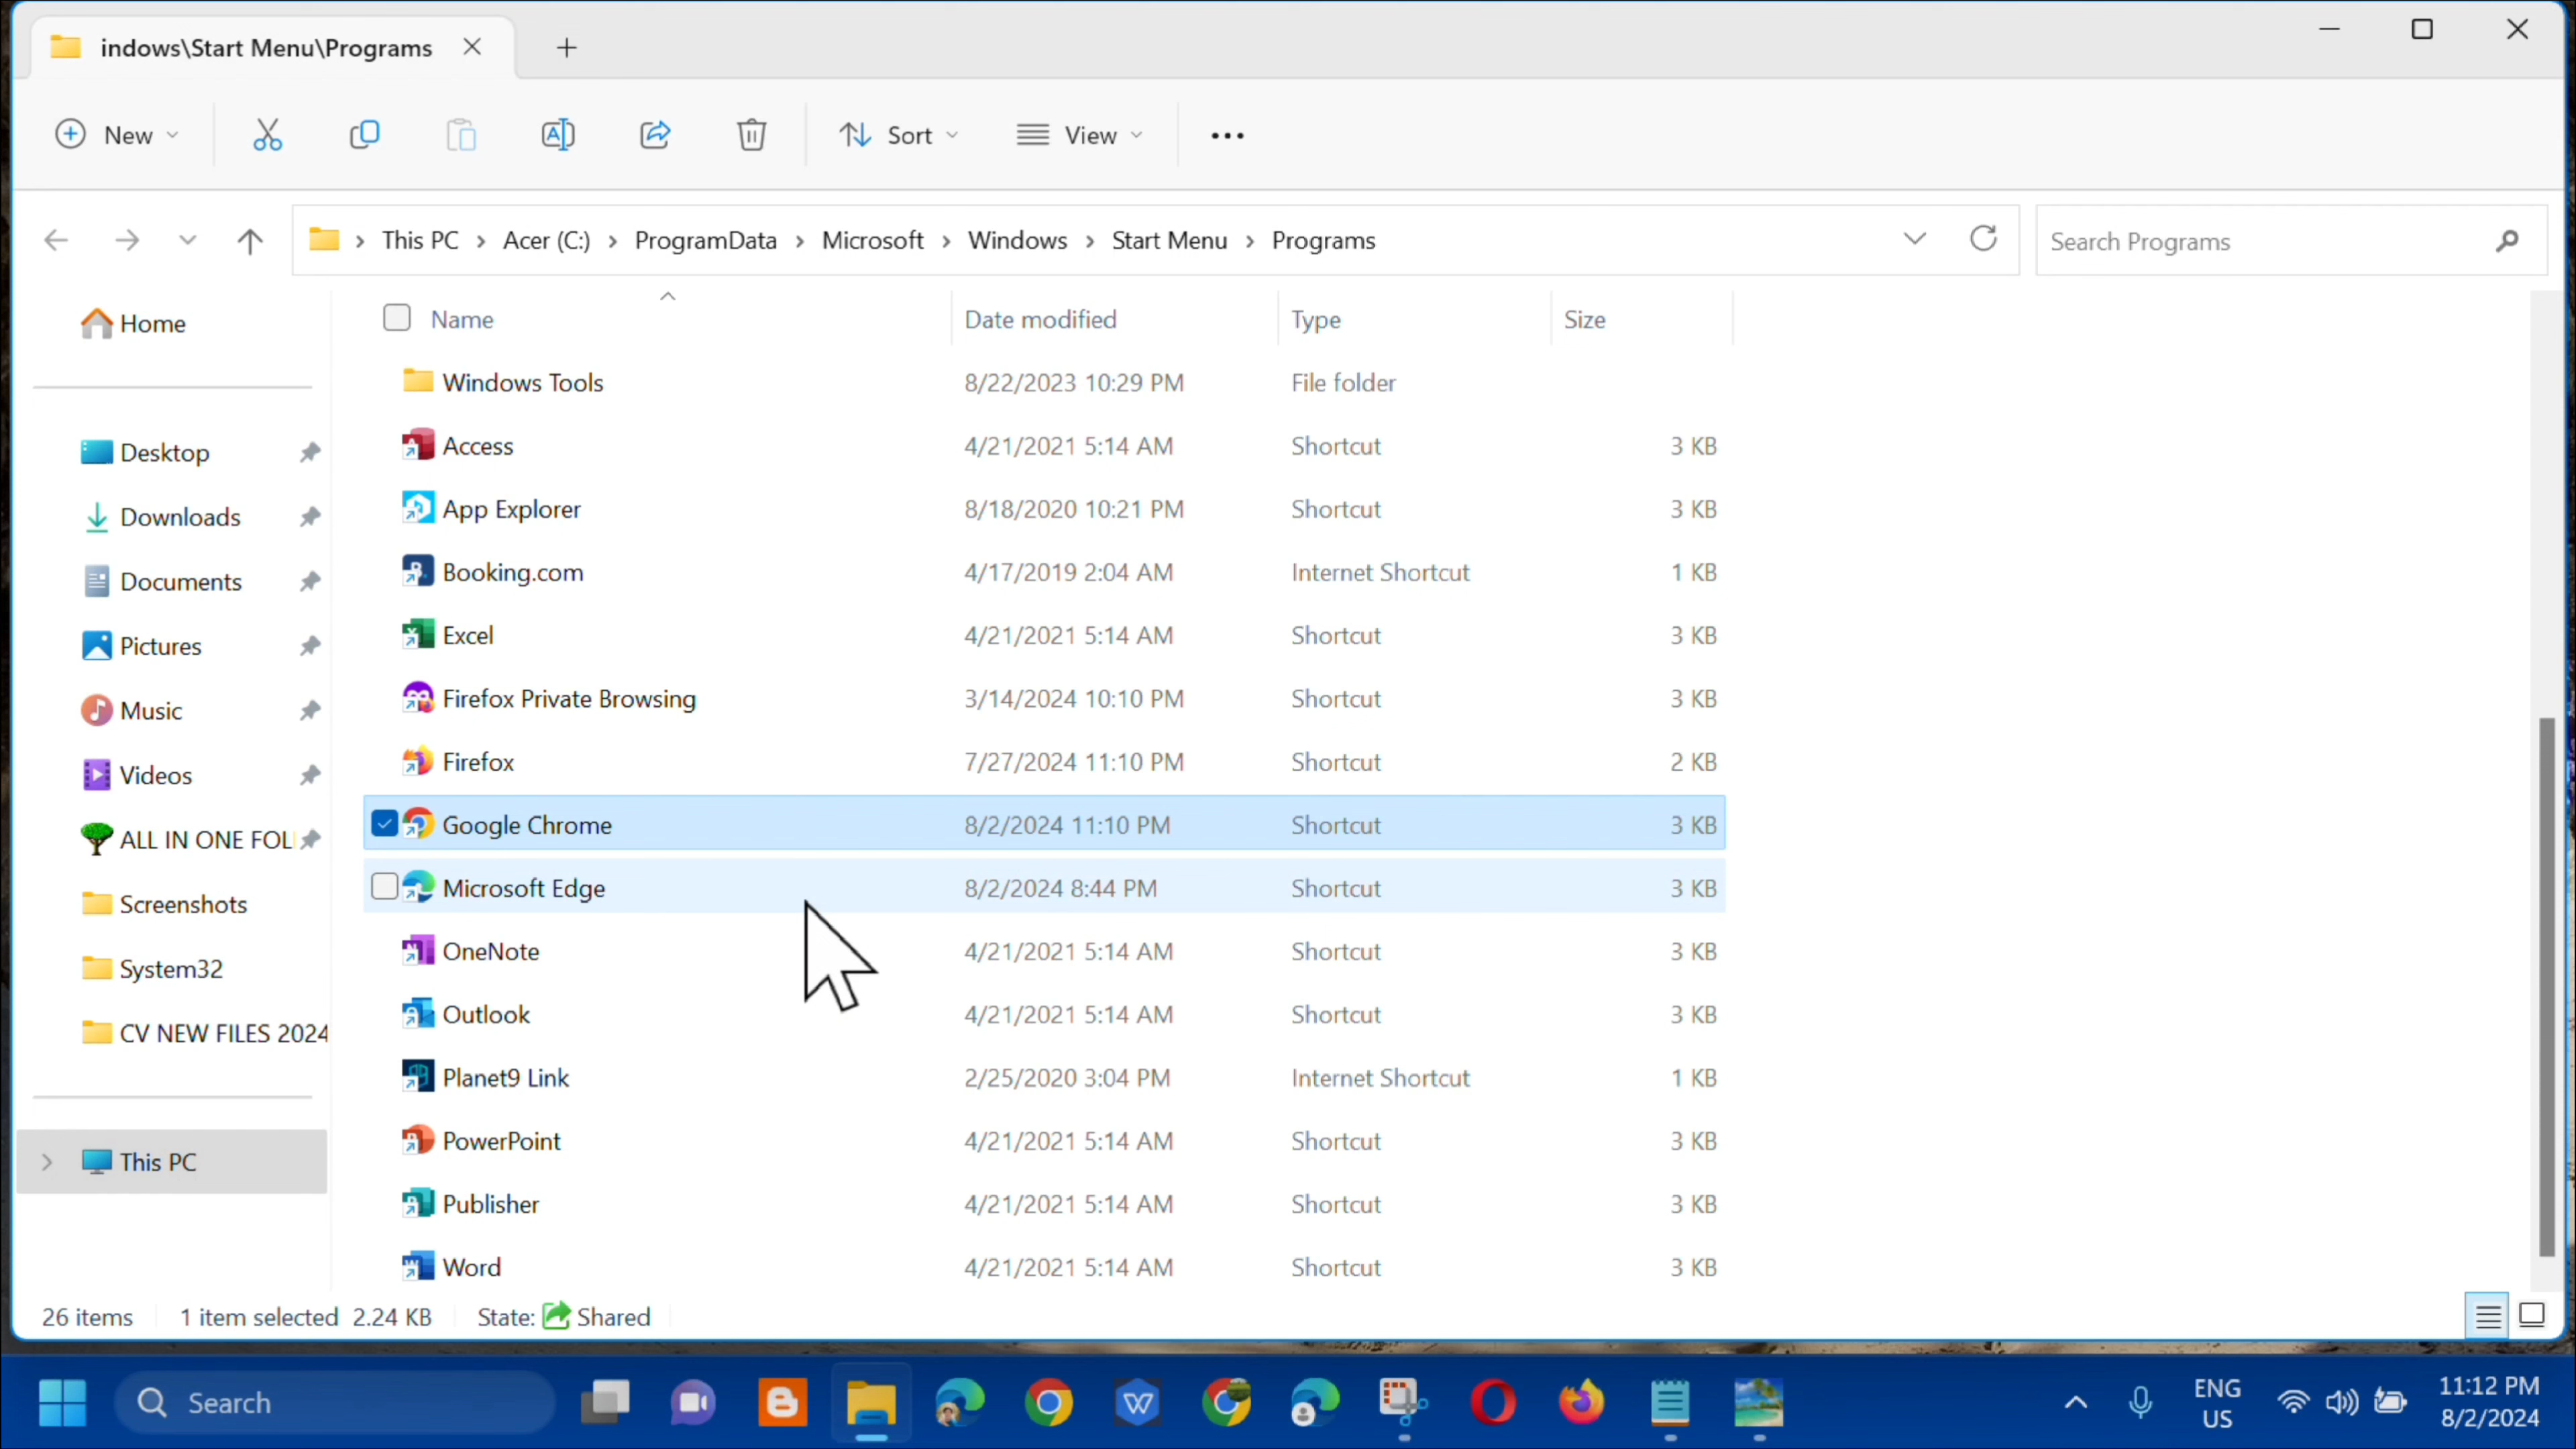 indows\Start Menu\Programs
New
Sort
View
This PC > Acer (C:) > ProgramData > Microsoft > Windows > Start Menu > Programs
Search Programs
Home
Desktop
Downloads
Documents
Pictures
Music
Videos
ALL IN ONE FOL
Screenshots
System32
CV NEW FILES 2024
This PC
Name Date modified Type Size
Windows Tools 8/22/2023 10:29 PM File folder
Access 4/21/2021 5:14 AM Shortcut 3 KB
App Explorer 8/18/2020 10:21 PM Shortcut 3 KB
Booking.com 4/17/2019 2:04 AM Internet Shortcut 1 KB
Excel 4/21/2021 5:14 AM Shortcut 3 KB
Firefox Private Browsing 3/14/2024 10:10 PM Shortcut 3 KB
Firefox 7/27/2024 11:10 PM Shortcut 2 KB
Google Chrome 8/2/2024 11:10 PM Shortcut 3 KB
Microsoft Edge 8/2/2024 8:44 PM Shortcut 3 KB
OneNote 4/21/2021 5:14 AM Shortcut 3 KB
Outlook 4/21/2021 5:14 AM Shortcut 3 KB
Planet9 Link 2/25/2020 3:04 PM Internet Shortcut 1 KB
PowerPoint 4/21/2021 5:14 AM Shortcut 3 KB
Publisher 4/21/2021 5:14 AM Shortcut 3 KB
Word 4/21/2021 5:14 AM Shortcut 3 KB
26 items 1 item selected 2.24 KB State: Shared
Search
ENG
US
11:12 PM
8/2/2024